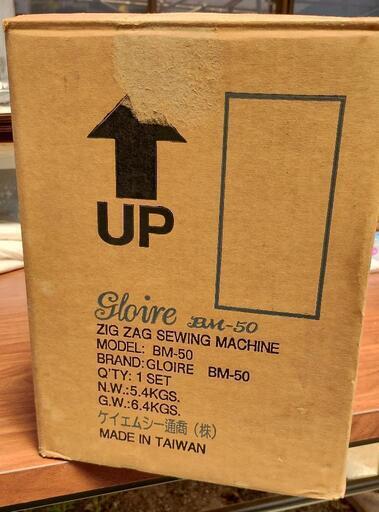 UP
Gloire BM-50
ZIG ZAG SEWING MACHINE
MODEL: BM-50
BRAND: GLOIRE BM-50
Q'TY: 1 SET
N.W.: 5.4KGS.
G.W.: 6.4KGS.
ケイエムシー通商(株)
MADE IN TAIWAN